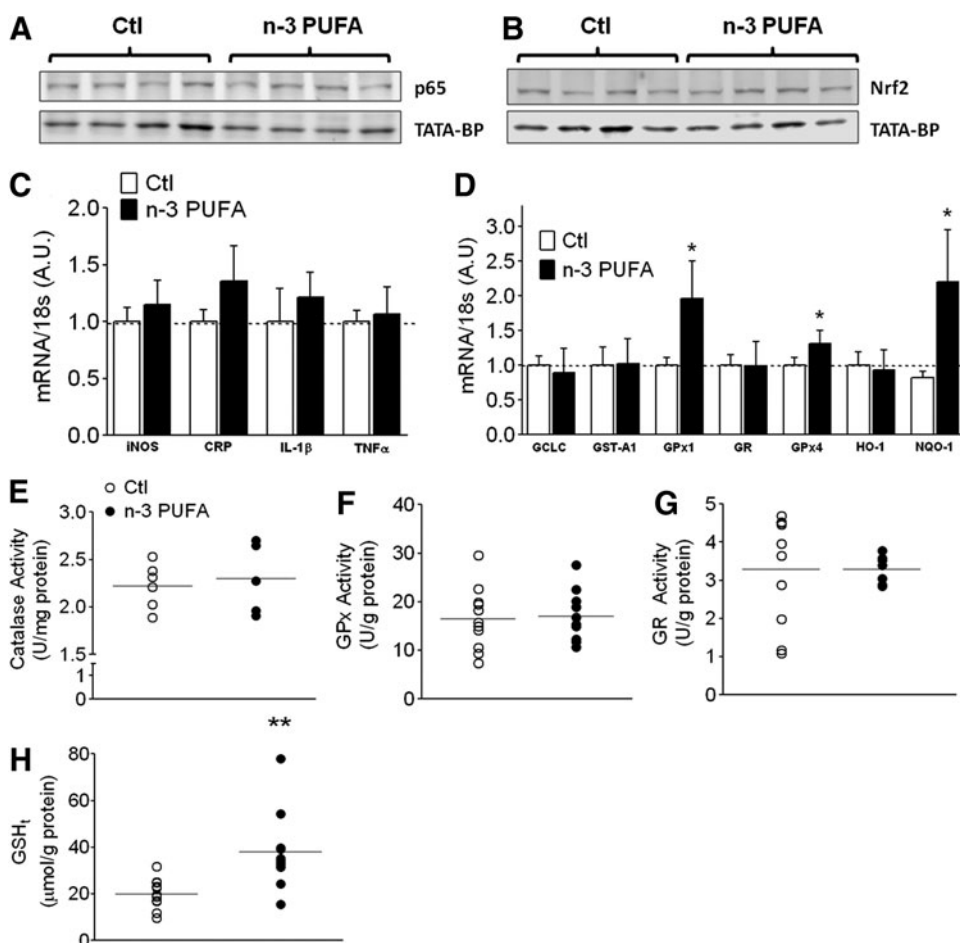 A
Ctl
n-3 PUFA
p65
TATA-BP
B
Ctl
n-3 PUFA
Nrf2
TATA-BP
C
Ctl
n-3 PUFA
mRNA/18s (A.U.)
2.0
1.5
1.0
0.5
0.0
iNOS
CRP
IL-1β
TNFα
D
Ctl
n-3 PUFA
mRNA/18s (A.U)
3.0
2.5
2.0
1.5
1.0
0.5
0.0
*
*
*
GCLC
GST-A1
GPx1
GR
GPx4
HO-1
NQO-1
E
Ctl
n-3 PUFA
Catalase Activity
(U/mg protein)
3.0
2.5
2.0
1.5
1
0
F
GPx Activity
(U/g protein)
40
30
20
10
0
G
GR Activity
(U/g protein)
5
4
3
2
1
0
H
**
GSHt
(μmol/g protein)
80
60
40
20
0